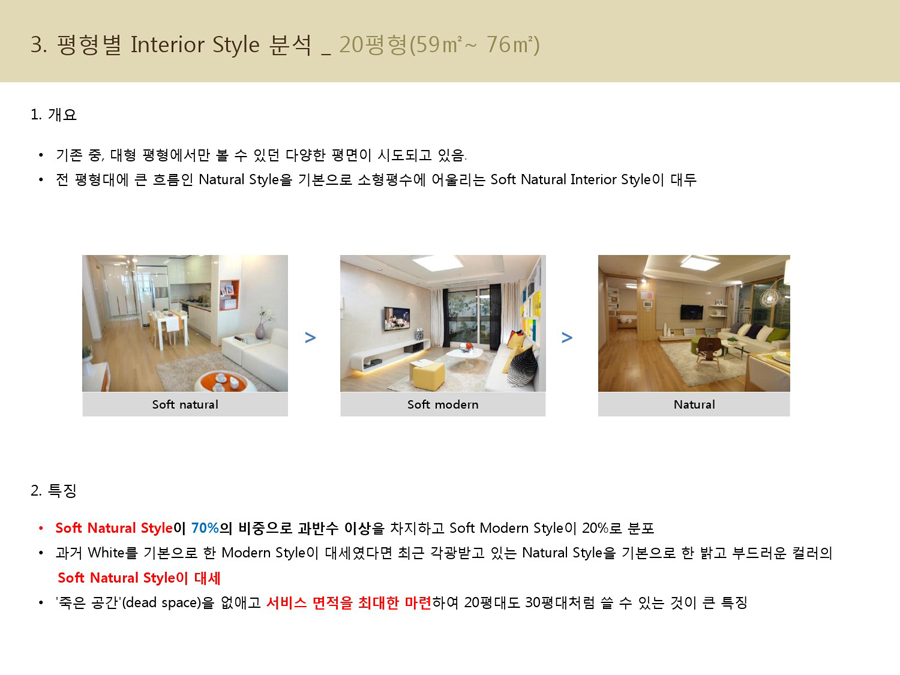 3. 평형별 Interior Style 분석 _ 20평형(59㎡~ 76㎡)
1. 개요
• 기존 중, 대형 평형에서만 볼 수 있던 다양한 평면이 시도되고 있음.
• 전 평형대에 큰 흐름인 Natural Style을 기본으로 소형평수에 어울리는 Soft Natural Interior Style이 대두
> >
Soft natural Soft modern Natural
2. 특징
• Soft Natural Style이 70%의 비중으로 과반수 이상을 차지하고 Soft Modern Style이 20%로 분포
• 과거 White를 기본으로 한 Modern Style이 대세였다면 최근 각광받고 있는 Natural Style을 기본으로 한 밝고 부드러운 컬러의
Soft Natural Style이 대세
• '죽은 공간'(dead space)을 없애고 서비스 면적을 최대한 마련하여 20평대도 30평대처럼 쓸 수 있는 것이 큰 특징